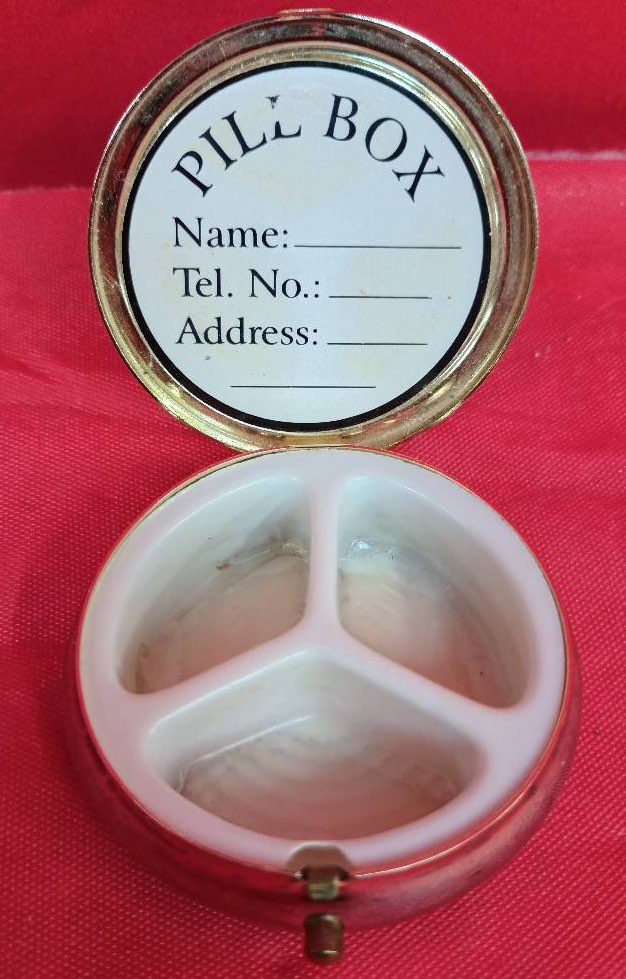 PILL BOX
Name:
Tel. No.:
Address: